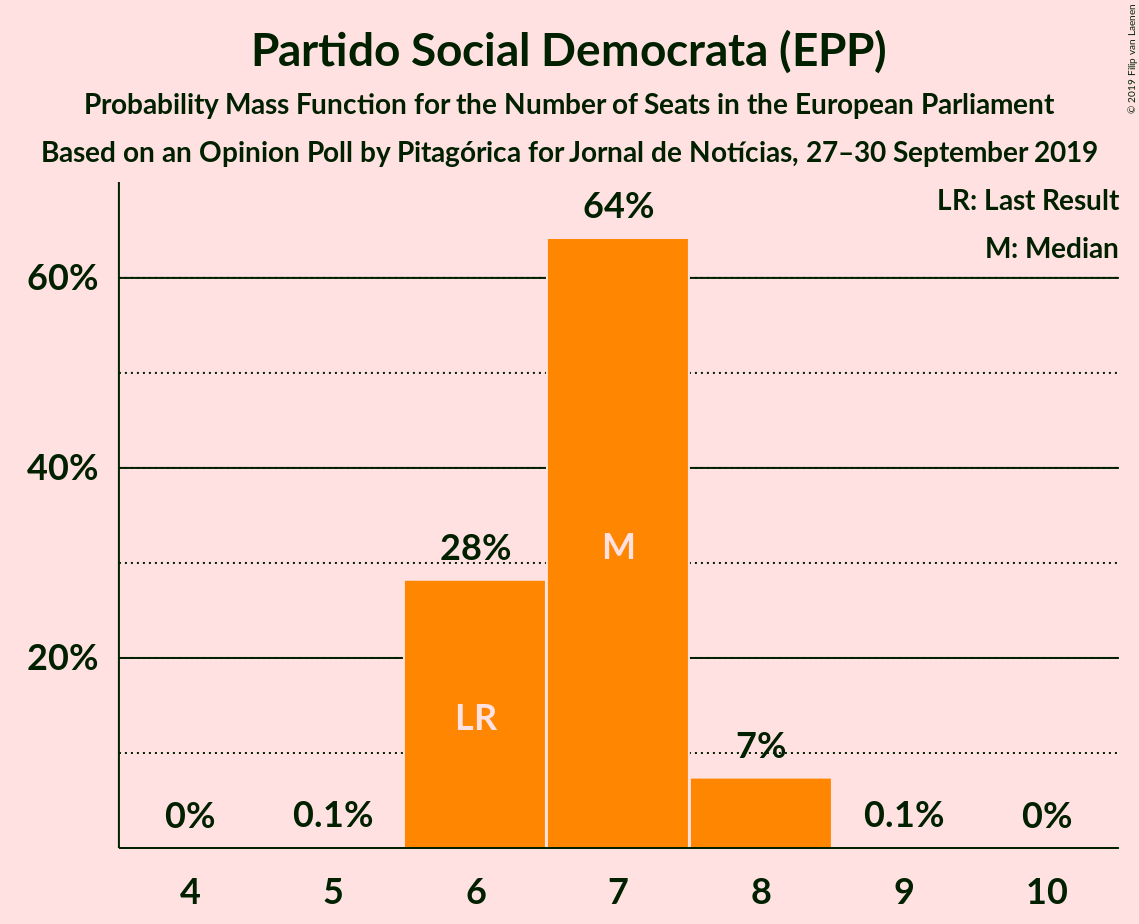 Partido Social Democrata (EPP)
Probability Mass Function for the Number of Seats in the European Parliament
Based on an Opinion Poll by Pitagórica for Jornal de Notícias, 27–30 September 2019
© 2019 Filip van Laenen
LR: Last Result
M: Median
60%
40%
20%
0%
0.1%
28%
64%
7%
0.1%
0%
LR
M
4
5
6
7
8
9
10